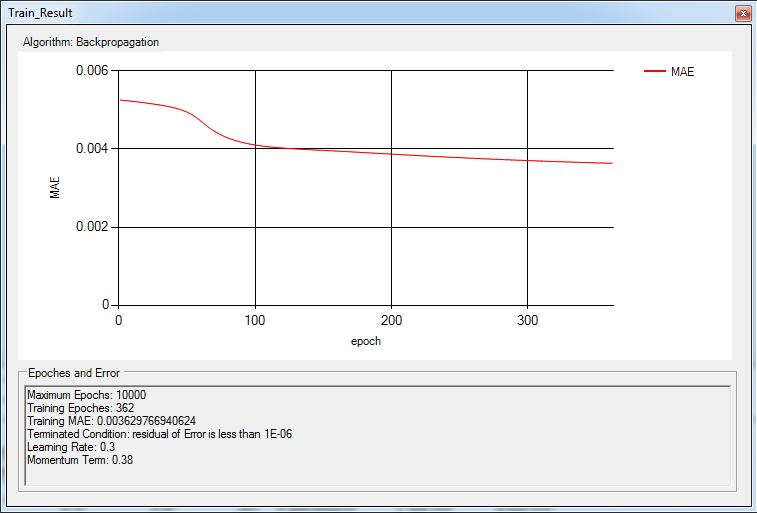 Train_Result
Algorithm: Backpropagation
0.006
0.004
0.002
0
MAE
0
100
200
300
epoch
MAE
Epoches and Error
Maximum Epochs: 10000
Training Epoches: 362
Training MAE: 0.003629766940624
Terminated Condition: residual of Error is less than 1E-06
Learning Rate: 0.3
Momentum Term: 0.38